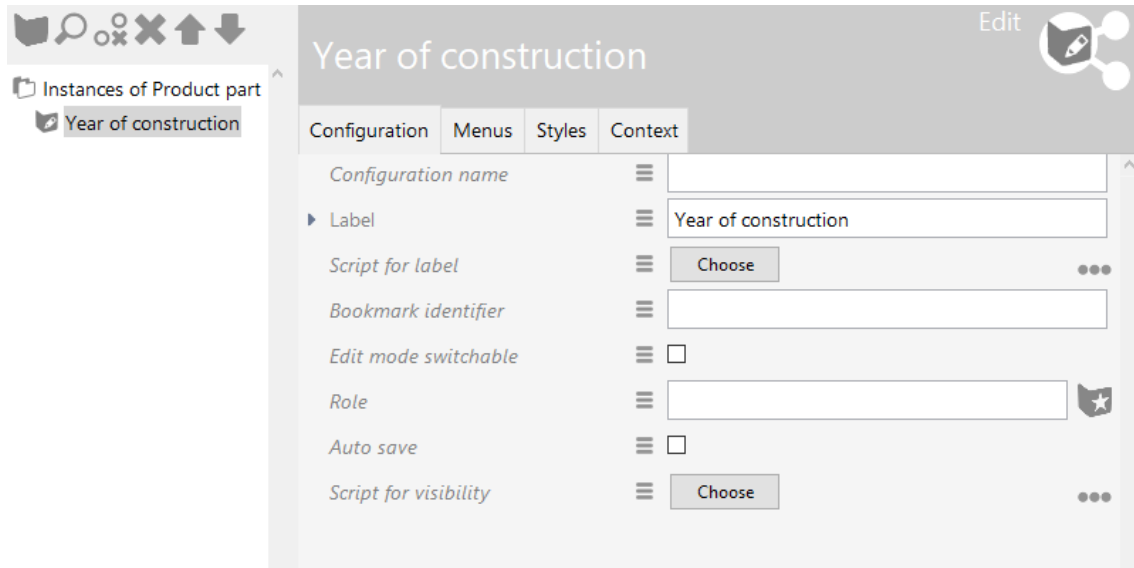 Instances of Product part
Year of construction
Edit
Year of construction
Configuration Menus Styles Context
Configuration name
Label Year of construction
Script for label Choose
Bookmark identifier
Edit mode switchable
Role
Auto save
Script for visibility Choose